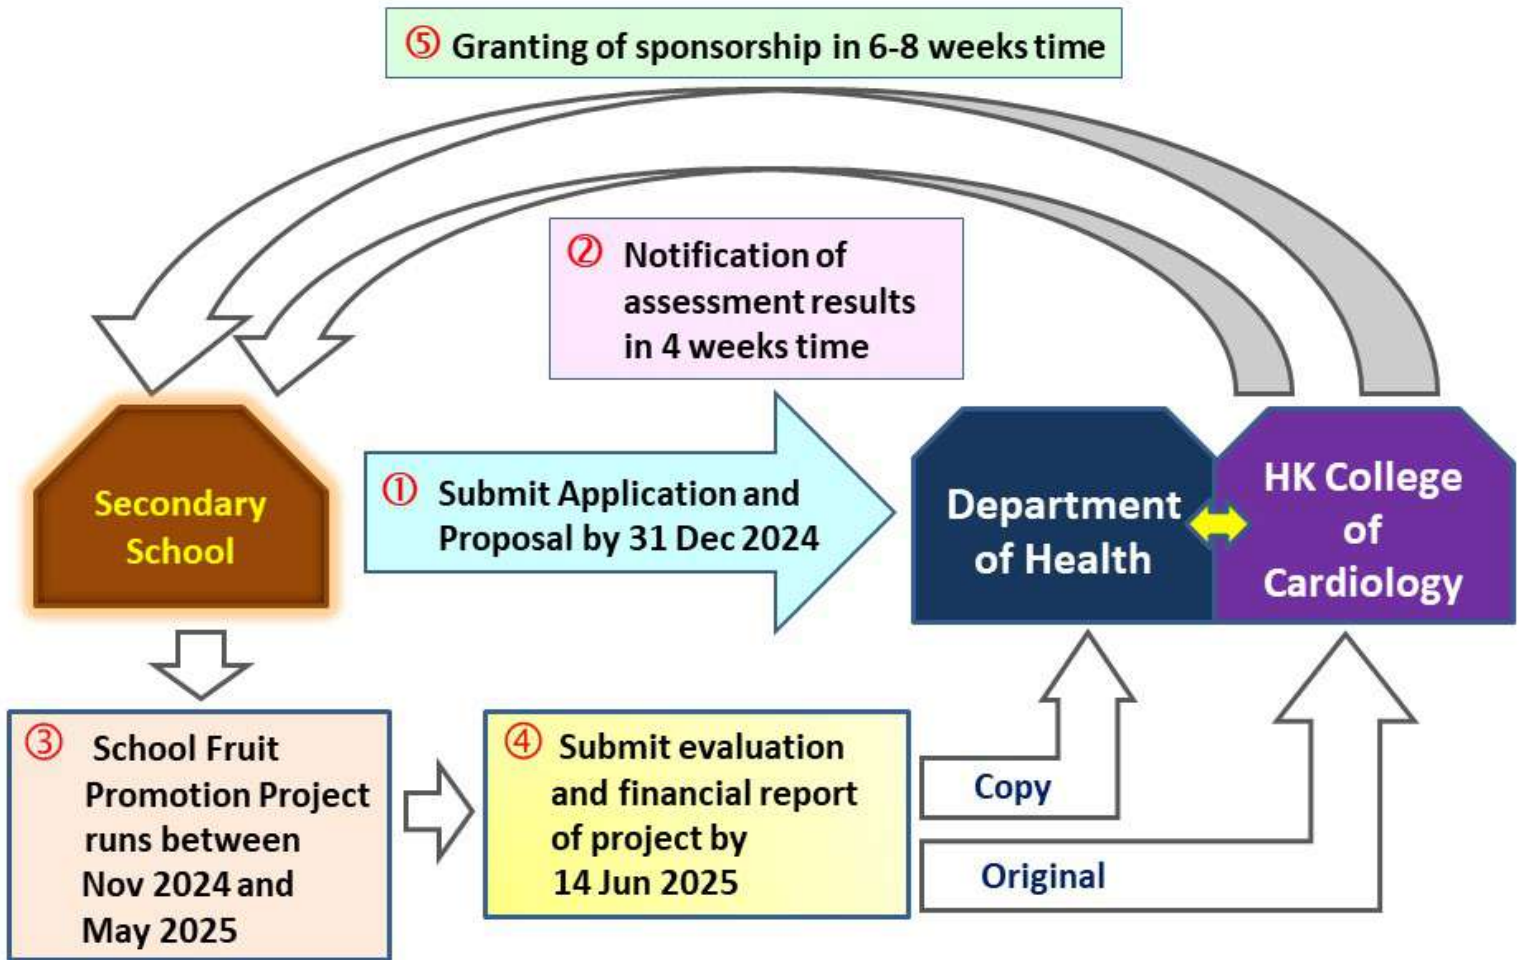 ⑤ Granting of sponsorship in 6-8 weeks time
② Notification of
assessment results
in 4 weeks time
① Submit Application and
Proposal by 31 Dec 2024
Secondary
School
Department
of Health
HK College
of
Cardiology
③ School Fruit
Promotion Project
runs between
Nov 2024 and
May 2025
④ Submit evaluation
and financial report
of project by
14 Jun 2025
Copy
Original